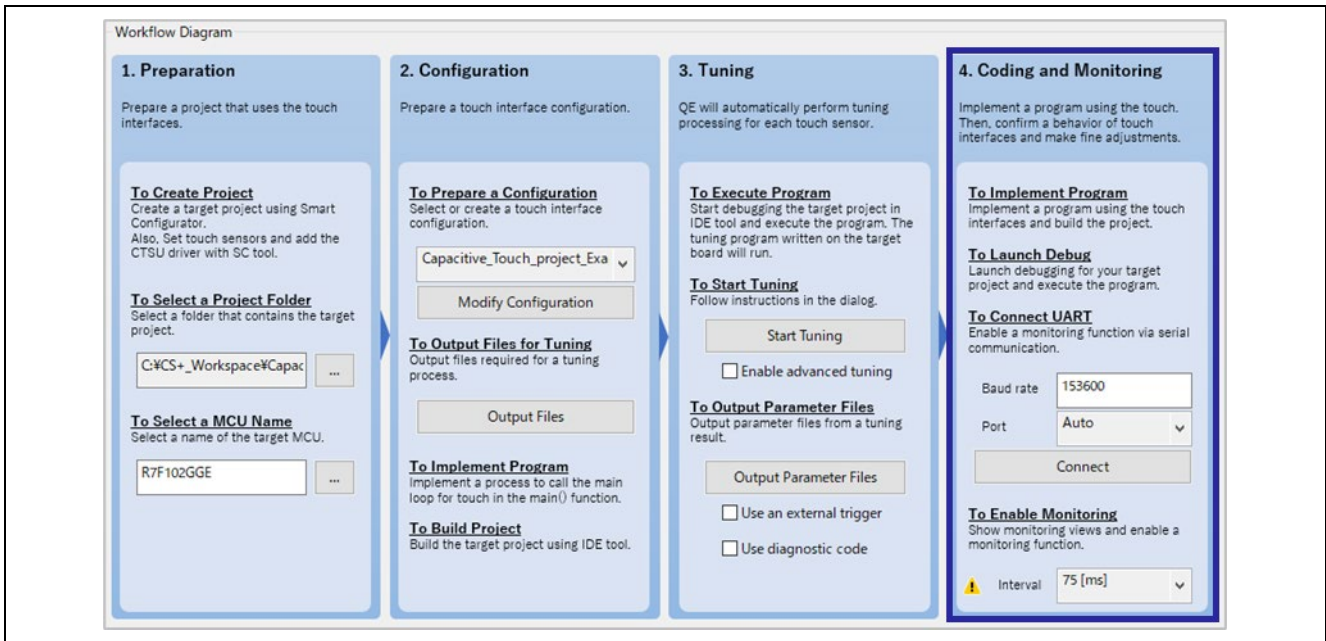 Workflow Diagram
1. Preparation
Prepare a project that uses the touch
interfaces.
To Create Project
Create a target project using Smart
Configurator.
Also, Set touch sensors and add the
CTSU driver with SC tool.
To Select a Project Folder
Select a folder that contains the target
project.
C:¥CS+_Workspace¥Capac
...
To Select a MCU Name
Select a name of the target MCU.
R7F102GGE
...
2. Configuration
Prepare a touch interface configuration.
To Prepare a Configuration
Select or create a touch interface
configuration.
Capacitive_Touch_project_Exa
Modify Configuration
To Output Files for Tuning
Output files required for a tuning
process.
Output Files
To Implement Program
Implement a process to call the main
loop for touch in the main() function.
To Build Project
Build the target project using IDE tool.
3. Tuning
QE will automatically perform tuning
processing for each touch sensor.
To Execute Program
Start debugging the target project in
IDE tool and execute the program. The
tuning program written on the target
board will run.
To Start Tuning
Follow instructions in the dialog.
Start Tuning
Enable advanced tuning
To Output Parameter Files
Output parameter files from a tuning
result.
Output Parameter Files
Use an external trigger
Use diagnostic code
4. Coding and Monitoring
Implement a program using the touch.
Then, confirm a behavior of touch
interfaces and make fine adjustments.
To Implement Program
Implement a program using the touch
interfaces and build the project.
To Launch Debug
Launch debugging for your target
project and execute the program.
To Connect UART
Enable a monitoring function via serial
communication.
Baud rate 153600
Port Auto
Connect
To Enable Monitoring
Show monitoring views and enable a
monitoring function.
Interval 75 [ms]